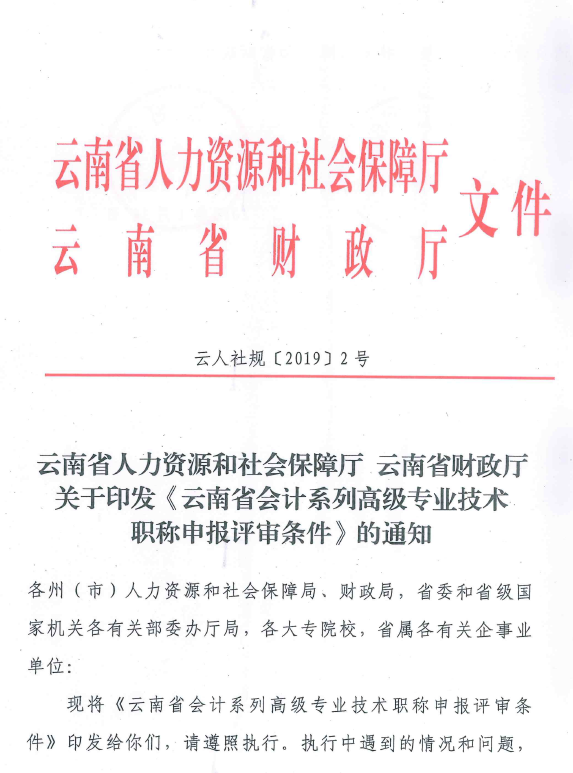 云南省人力资源和社会保障厅
云南省财政厅
文件
云人社规〔2019〕2号
云南省人力资源和社会保障厅 云南省财政厅
关于印发《云南省会计系列高级专业技术
职称申报评审条件》的通知
各州（市）人力资源和社会保障局、财政局，省委和省级国
家机关各有关部委办厅局，各大专院校，省属各有关企事业
单位：
现将《云南省会计系列高级专业技术职称申报评审条
件》印发给你们，请遵照执行。执行中遇到的情况和问题，